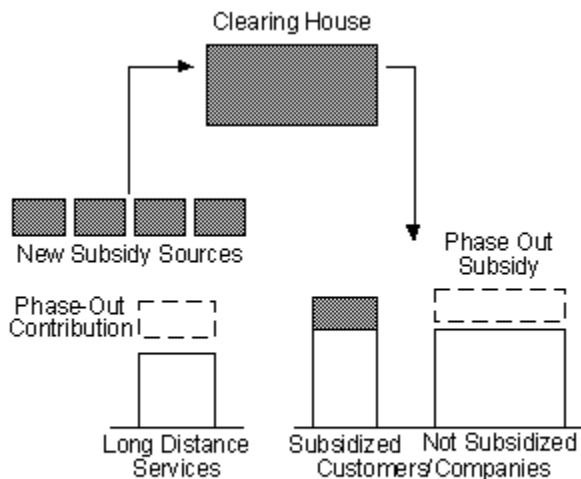 Clearing House
New Subsidy Sources
Phase Out
Subsidy
Phase-Out
Contribution
Long Distance
Services
Subsidized
Not Subsidized
Customers/Companies